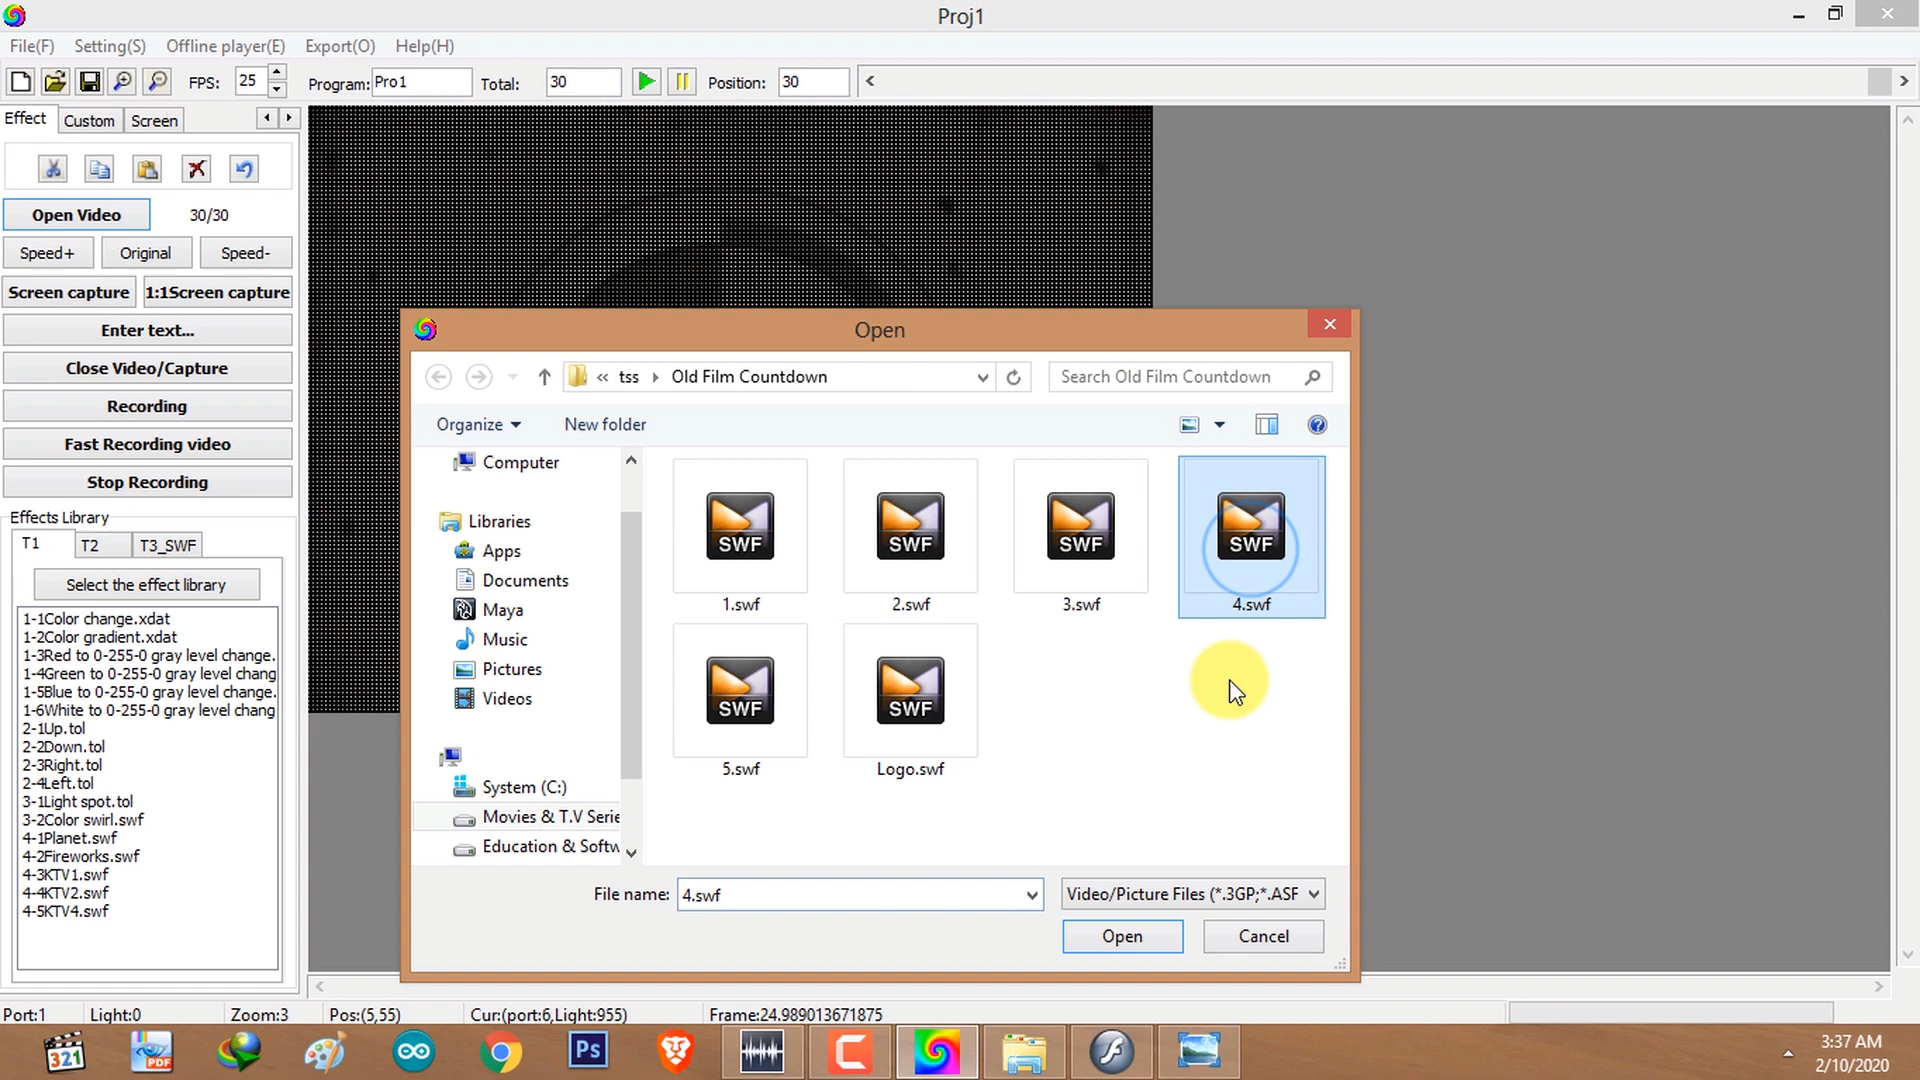 Proj1
File(F) Setting(S) Offline player(E) Export(O) Help(H)
FPS: 25 Program: Pro1 Total: 30 Position: 30
Effect Custom Screen
Open Video 30/30
Speed+ Original Speed-
Screen capture 1:1Screen capture
Enter text...
Close Video/Capture
Recording
Fast Recording video
Stop Recording
Effects Library
T1 T2 T3_SWF
Select the effect library
1-1Color change.xdat
1-2Color gradient.xdat
1-3Red to 0-255-0 gray level change.
1-4Green to 0-255-0 gray level chang
1-5Blue to 0-255-0 gray level change.
1-6White to 0-255-0 gray level chang
2-1Up.tol
2-2Down.tol
2-3Right.tol
2-4Left.tol
3-1Light spot.tol
3-2Color swirl.swf
4-1Planet.swf
4-2Fireworks.swf
4-3KTV1.swf
4-4KTV2.swf
4-5KTV4.swf
Open
« tss Old Film Countdown
Search Old Film Countdown
Organize New folder
Computer
Libraries
Apps
Documents
Maya
Music
Pictures
Videos
System (C:)
Movies & T.V Serie
Education & Softw
SWF SWF SWF SWF
1.swf 2.swf 3.swf 4.swf
SWF SWF
5.swf Logo.swf
File name: 4.swf Video/Picture Files (*.3GP;*.ASF
Open Cancel
Port:1 Light:0 Zoom:3 Pos:(5,55) Cur:(port:6,Light:955) Frame:24.989013671875
321 PDF Ps
3:37 AM
2/10/2020